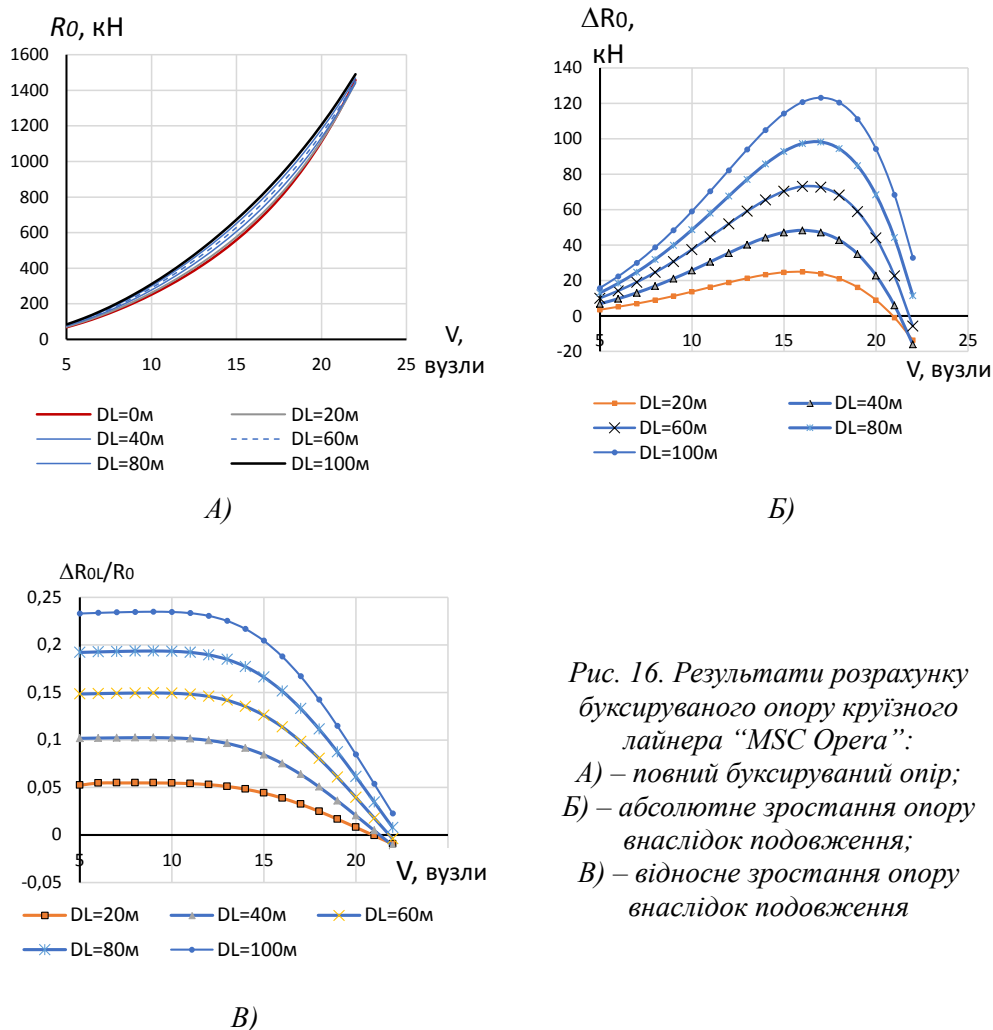 R0, кН
1600
1400
1200
1000
800
600
400
200
0
5 10 15 20 25
V,
вузли
DL=0м DL=20м
DL=40м DL=60м
DL=80м DL=100м
А)
ΔR0,
кН
140
120
100
80
60
40
20
0
-20
5 10 15 20 25
V, вузли
DL=20м DL=40м
DL=60м DL=80м
DL=100м
Б)
ΔR0L/R0
0,25
0,2
0,15
0,1
0,05
0
-0,05
5 10 15 20
V, вузли
DL=20м DL=40м DL=60м
DL=80м DL=100м
В)
Рис. 16. Результати розрахунку
буксируваного опору круїзного
лайнера “MSC Opera”:
А) – повний буксируваний опір;
Б) – абсолютне зростання опору
внаслідок подовження;
В) – відносне зростання опору
внаслідок подовження